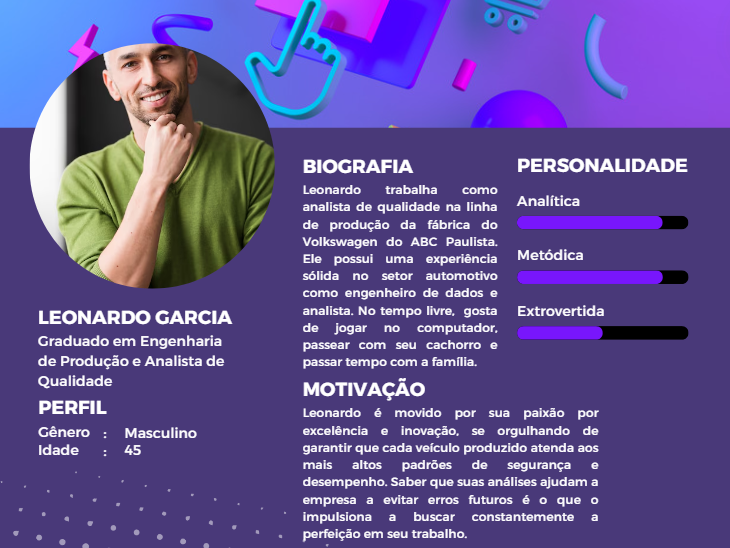 BIOGRAFIA
Leonardo trabalha como
analista de qualidade na linha
de produção da fábrica do
Volkswagen do ABC Paulista.
Ele possui uma experiência
sólida no setor automotivo
como engenheiro de dados e
analista. No tempo livre, gosta
de jogar no computador,
passear com seu cachorro e
passar tempo com a família.
PERSONALIDADE
Analítica
Metódica
Extrovertida
LEONARDO GARCIA
Graduado em Engenharia
de Produção e Analista de
Qualidade
PERFIL
Gênero : Masculino
Idade : 45
MOTIVAÇÃO
Leonardo é movido por sua paixão por
excelência e inovação, se orgulhando de
garantir que cada veículo produzido atenda aos
mais altos padrões de segurança e
desempenho. Saber que suas análises ajudam a
empresa a evitar erros futuros é o que o
impulsiona a buscar constantemente a
perfeição em seu trabalho.